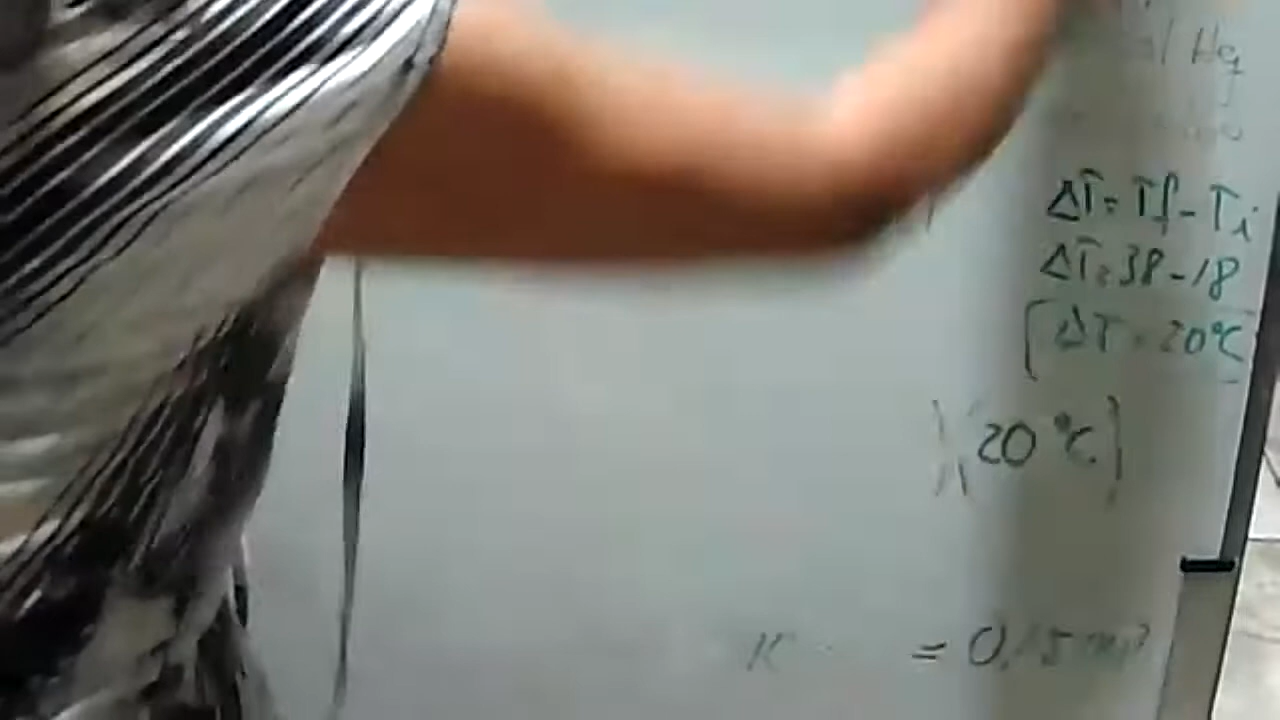 Hg
ΔT = Tf - Ti
ΔT = 38 - 18
ΔT = 20°C
)(20°C)
= 0,15